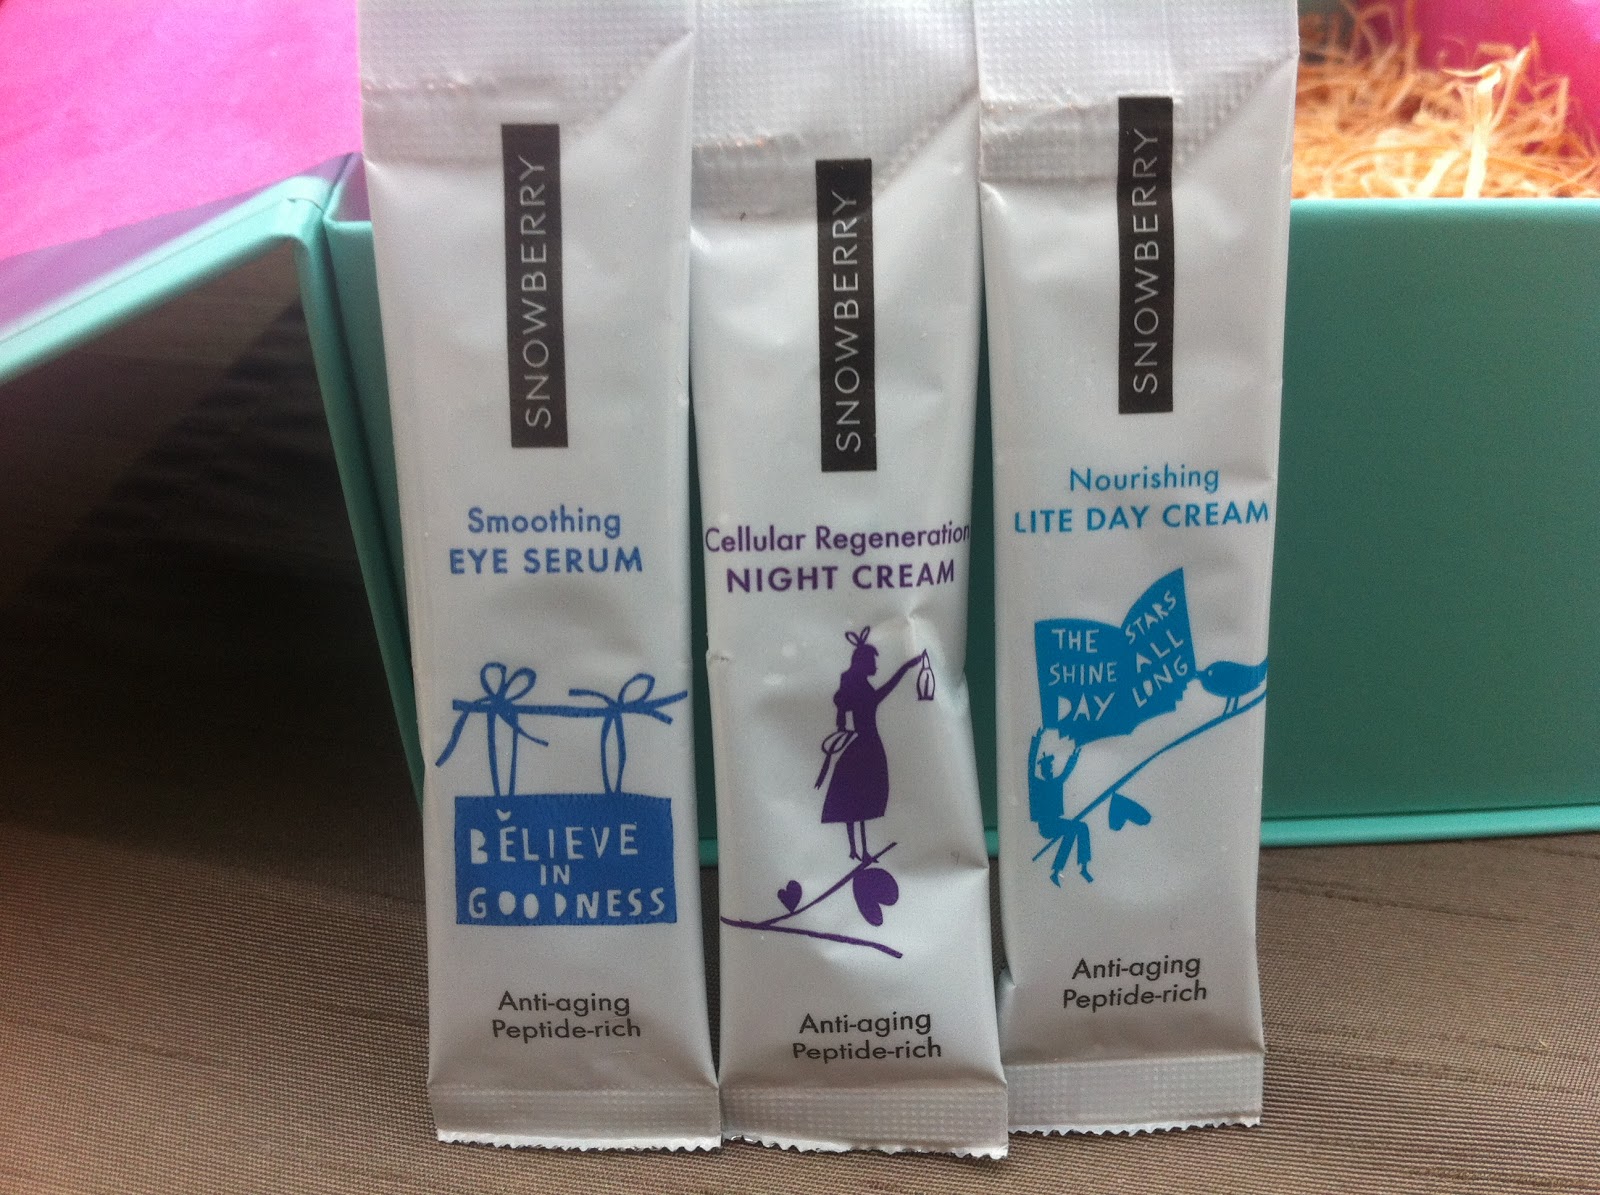 SNOWBERRY
Smoothing
EYE SERUM
BĔLIEVE
IN
GOODNESS
Anti-aging
Peptide-rich
SNOWBERRY
Cellular Regeneration
NIGHT CREAM
Anti-aging
Peptide-rich
SNOWBERRY
Nourishing
LITE DAY CREAM
THE STARS
SHINE ALL
DAY LONG
Anti-aging
Peptide-rich